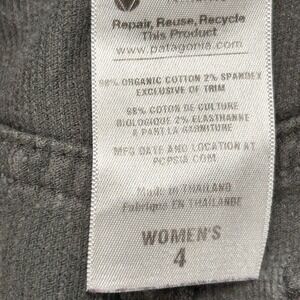 Repair, Reuse, Recycle
This Product
www.patagonia.com
98% ORGANIC COTTON 2% SPANDEX
EXCLUSIVE OF TRIM
98% COTON DE CULTURE
BIOLOGIQUE 2% ELASTHANNE
A PART LA GARNITURE
MFG DATE AND LOCATION AT
PCPSIA.COM
Made in THAILAND
Fabriqué EN THAILANDE
WOMEN'S
4